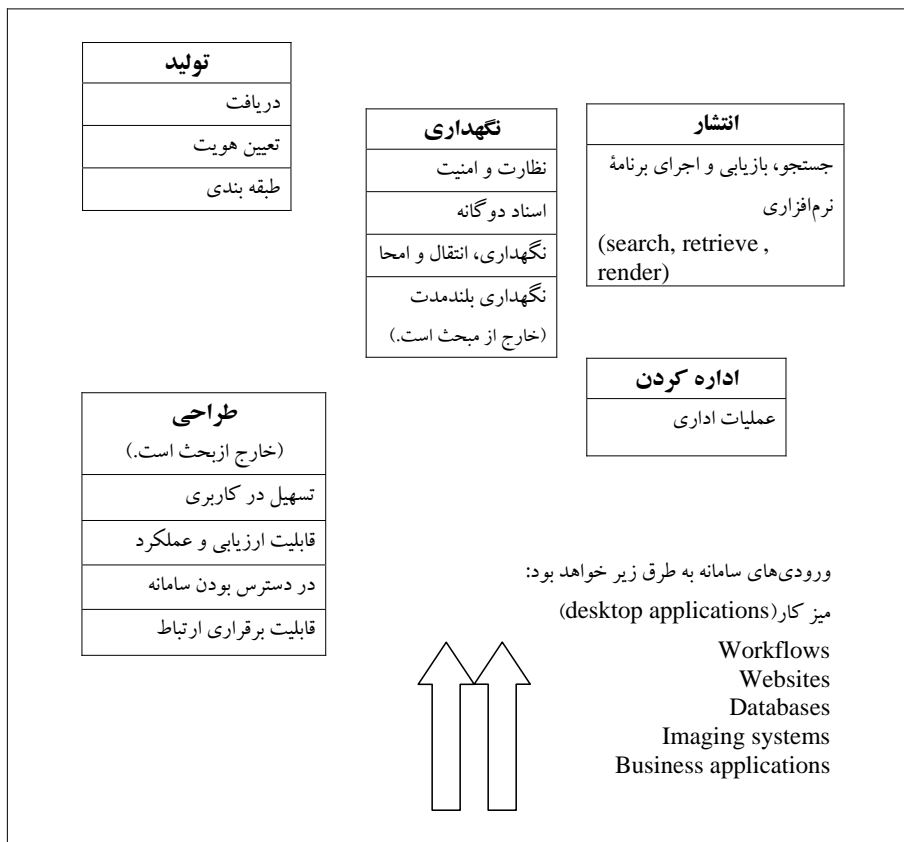 تولید
دریافت
تعیین هویت
طبقه بندی
نگهداری
نظارت و امنیت
اسناد دوگانه
نگهداری، انتقال و امحا
نگهداری بلندمدت
(خارج از مبحث است.)
انتشار
جستجو، بازیابی و اجرای برنامهٔ
نرم‌افزاری
(search, retrieve ,
render)
اداره کردن
عملیات اداری
طراحی
(خارج ازبحث است.)
تسهیل در کاربری
قابلیت ارزیابی و عملکرد
در دسترس بودن سامانه
قابلیت برقراری ارتباط
ورودی‌های سامانه به طرق زیر خواهد بود:
میز کار(desktop applications)
Workflows
Websites
Databases
Imaging systems
Business applications